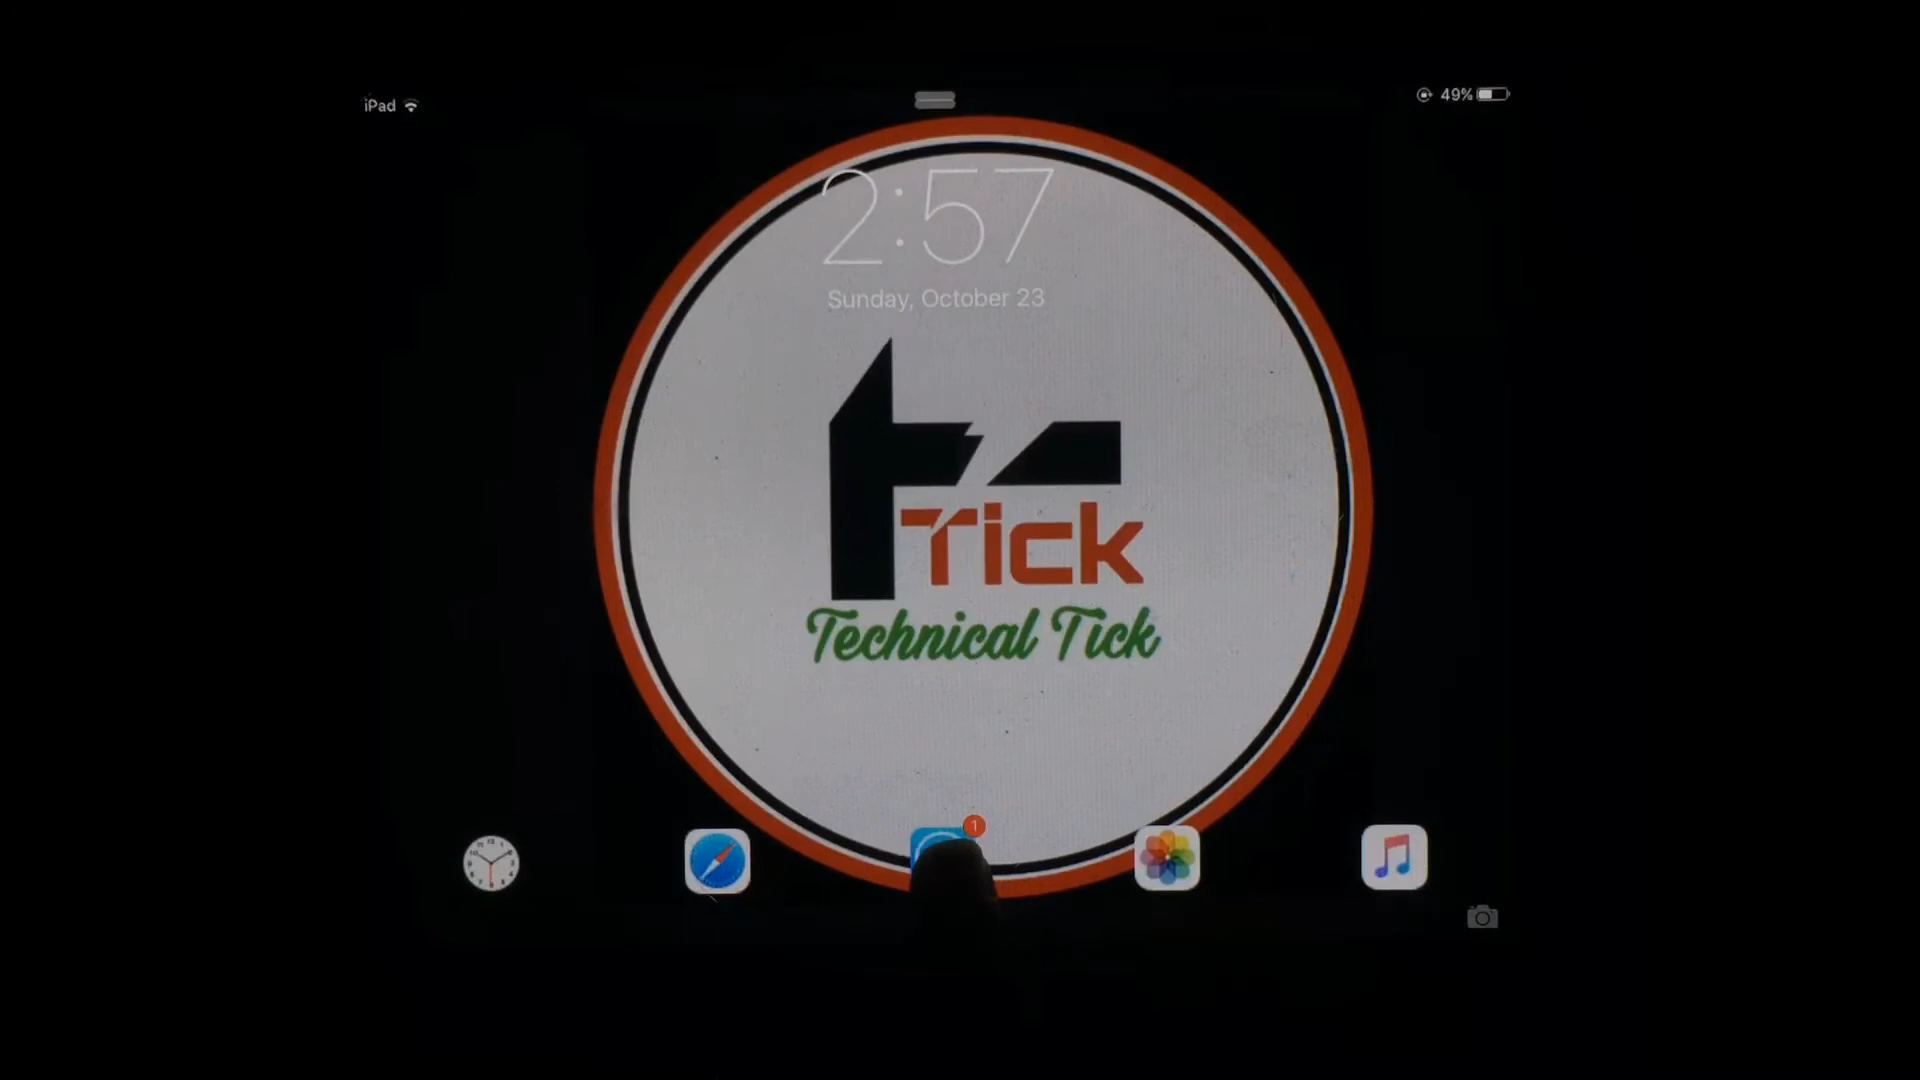 iPad
49%
2:57
Sunday, October 23
Tick
Technical Tick
1